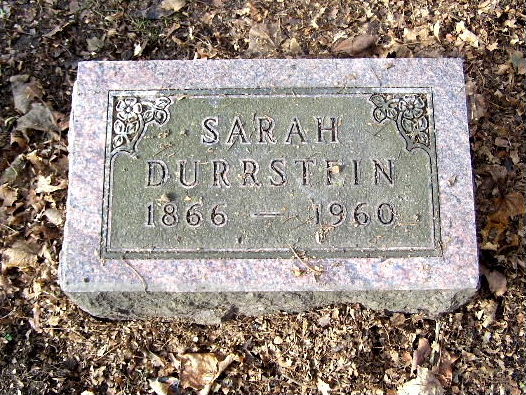 SARAH
DURRSTEIN
1866 — 1960